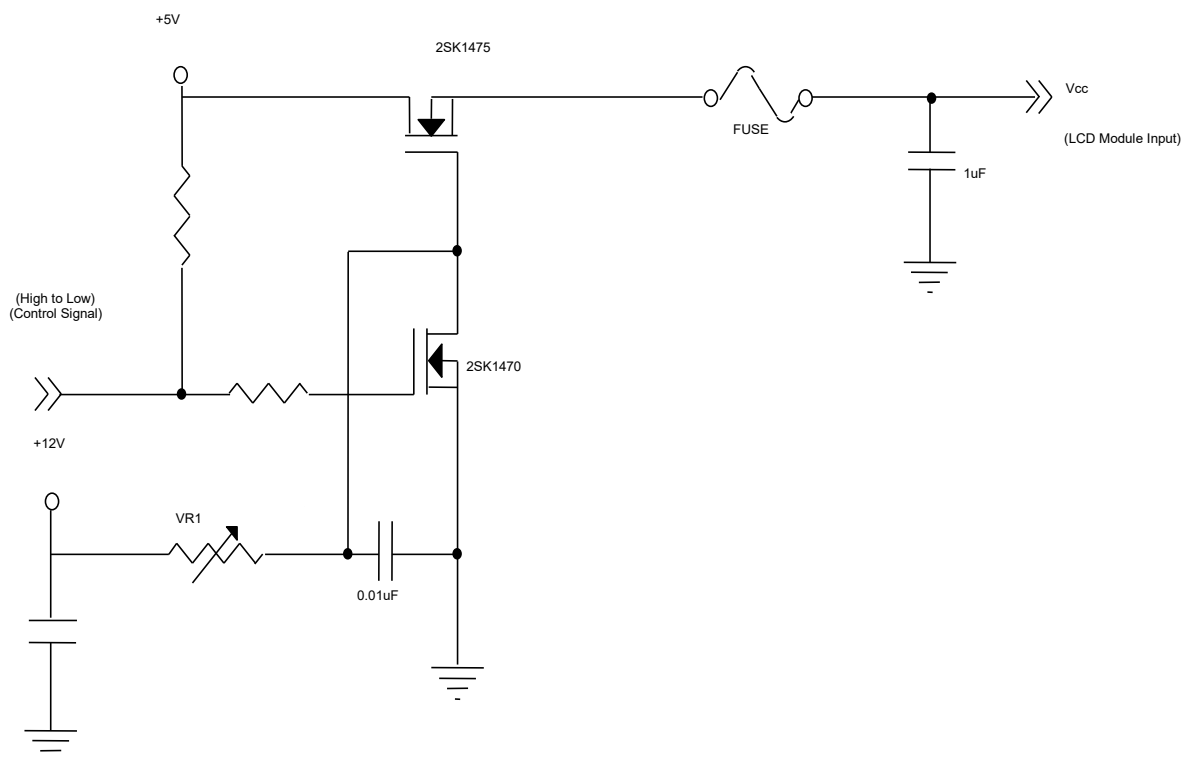 +5V
2SK1475
Vcc
FUSE
(LCD Module Input)
1uF
(High to Low)
(Control Signal)
2SK1470
+12V
VR1
0.01uF